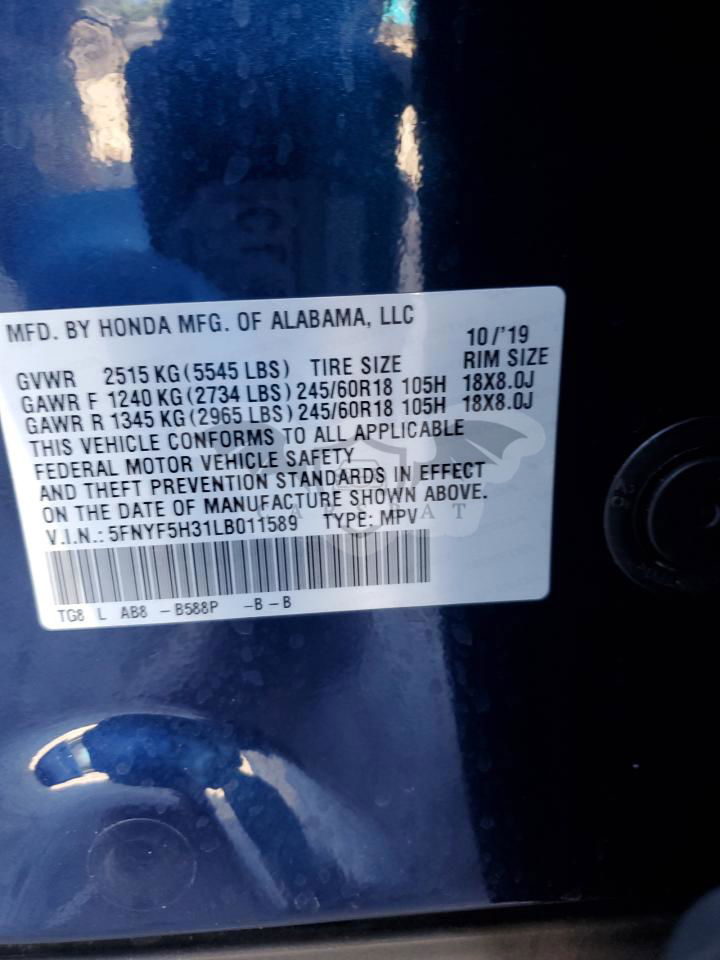 MFD. BY HONDA MFG. OF ALABAMA, LLC
10/'19
GVWR 2515 KG (5545 LBS) TIRE SIZE RIM SIZE
GAWR F 1240 KG (2734 LBS) 245/60R18 105H 18X8.0J
GAWR R 1345 KG (2965 LBS) 245/60R18 105H 18X8.0J
THIS VEHICLE CONFORMS TO ALL APPLICABLE
FEDERAL MOTOR VEHICLE SAFETY
AND THEFT PREVENTION STANDARDS IN EFFECT
ON THE DATE OF MANUFACTURE SHOWN ABOVE.
V.I.N.: 5FNYF5H31LB011589 TYPE: MPV
TG8 L AB8 -B588P -B-B